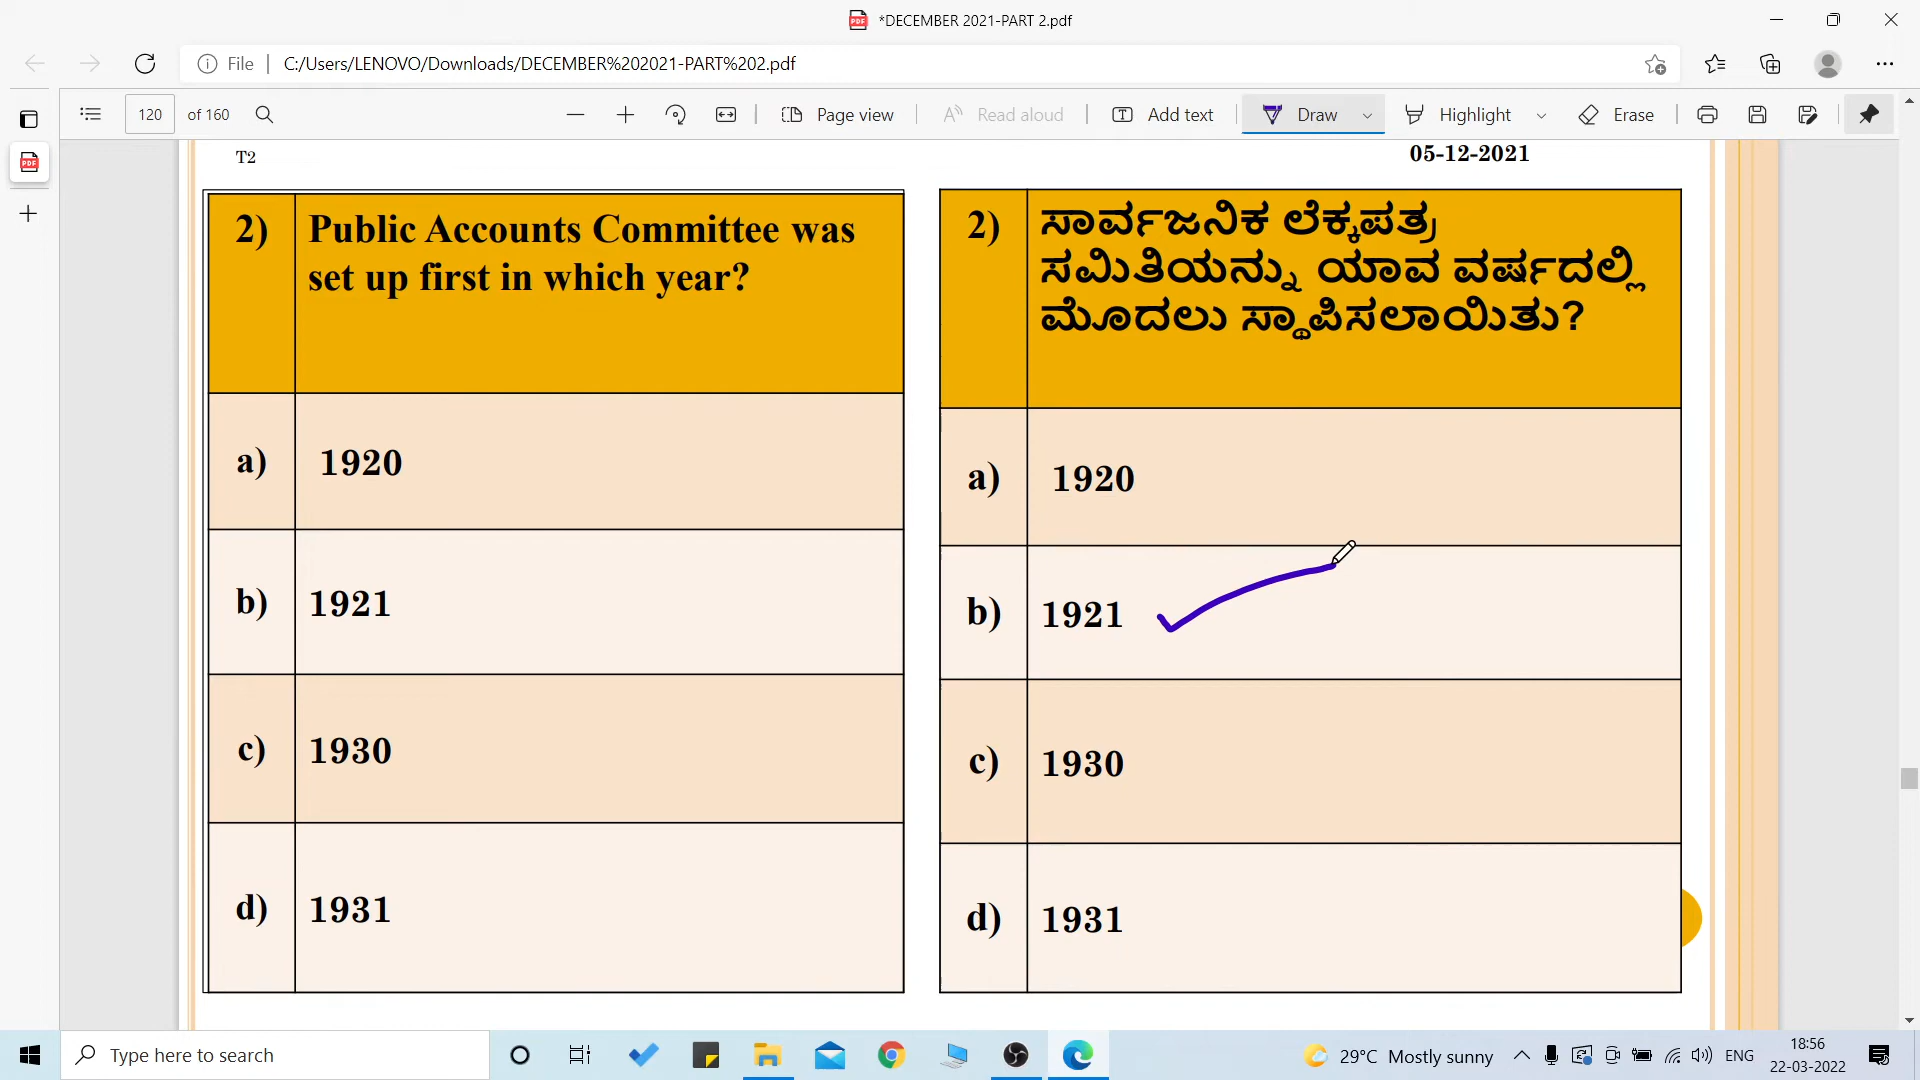 *DECEMBER 2021-PART 2.pdf
File
C:/Users/LENOVO/Downloads/DECEMBER%202021-PART%202.pdf
120 of 160
Page view
Read aloud
Add text
Draw
Highlight
Erase
T2
05-12-2021
2) Public Accounts Committee was
set up first in which year?
a) 1920
b) 1921
c) 1930
d) 1931
2) ಸಾರ್ವಜನಿಕ ಲೆಕ್ಕಪತ್ರ
ಸಮಿತಿಯನ್ನು ಯಾವ ವರ್ಷದಲ್ಲಿ
ಮೊದಲು ಸ್ಥಾಪಿಸಲಾಯಿತು?
a) 1920
b) 1921
c) 1930
d) 1931
Type here to search
29°C Mostly sunny
ENG
18:56
22-03-2022